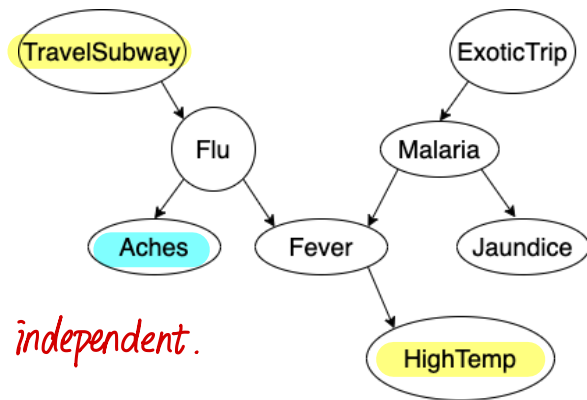 TravelSubway
ExoticTrip
Flu
Malaria
Aches
Fever
Jaundice
independent.
HighTemp